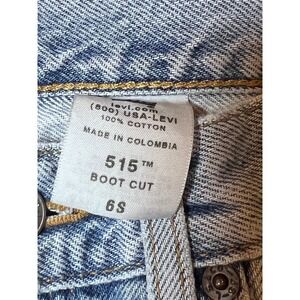 levi.com
(800) USA-LEVI
100% COTTON
MADE IN COLOMBIA
515™
BOOT CUT
6S